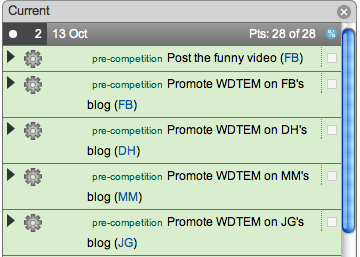 Current
2 13 Oct Pts: 28 of 28 %
pre-competition Post the funny video (FB)
pre-competition Promote WDTEM on FB's
blog (FB)
pre-competition Promote WDTEM on DH's
blog (DH)
pre-competition Promote WDTEM on MM's
blog (MM)
pre-competition Promote WDTEM on JG's
blog (JG)